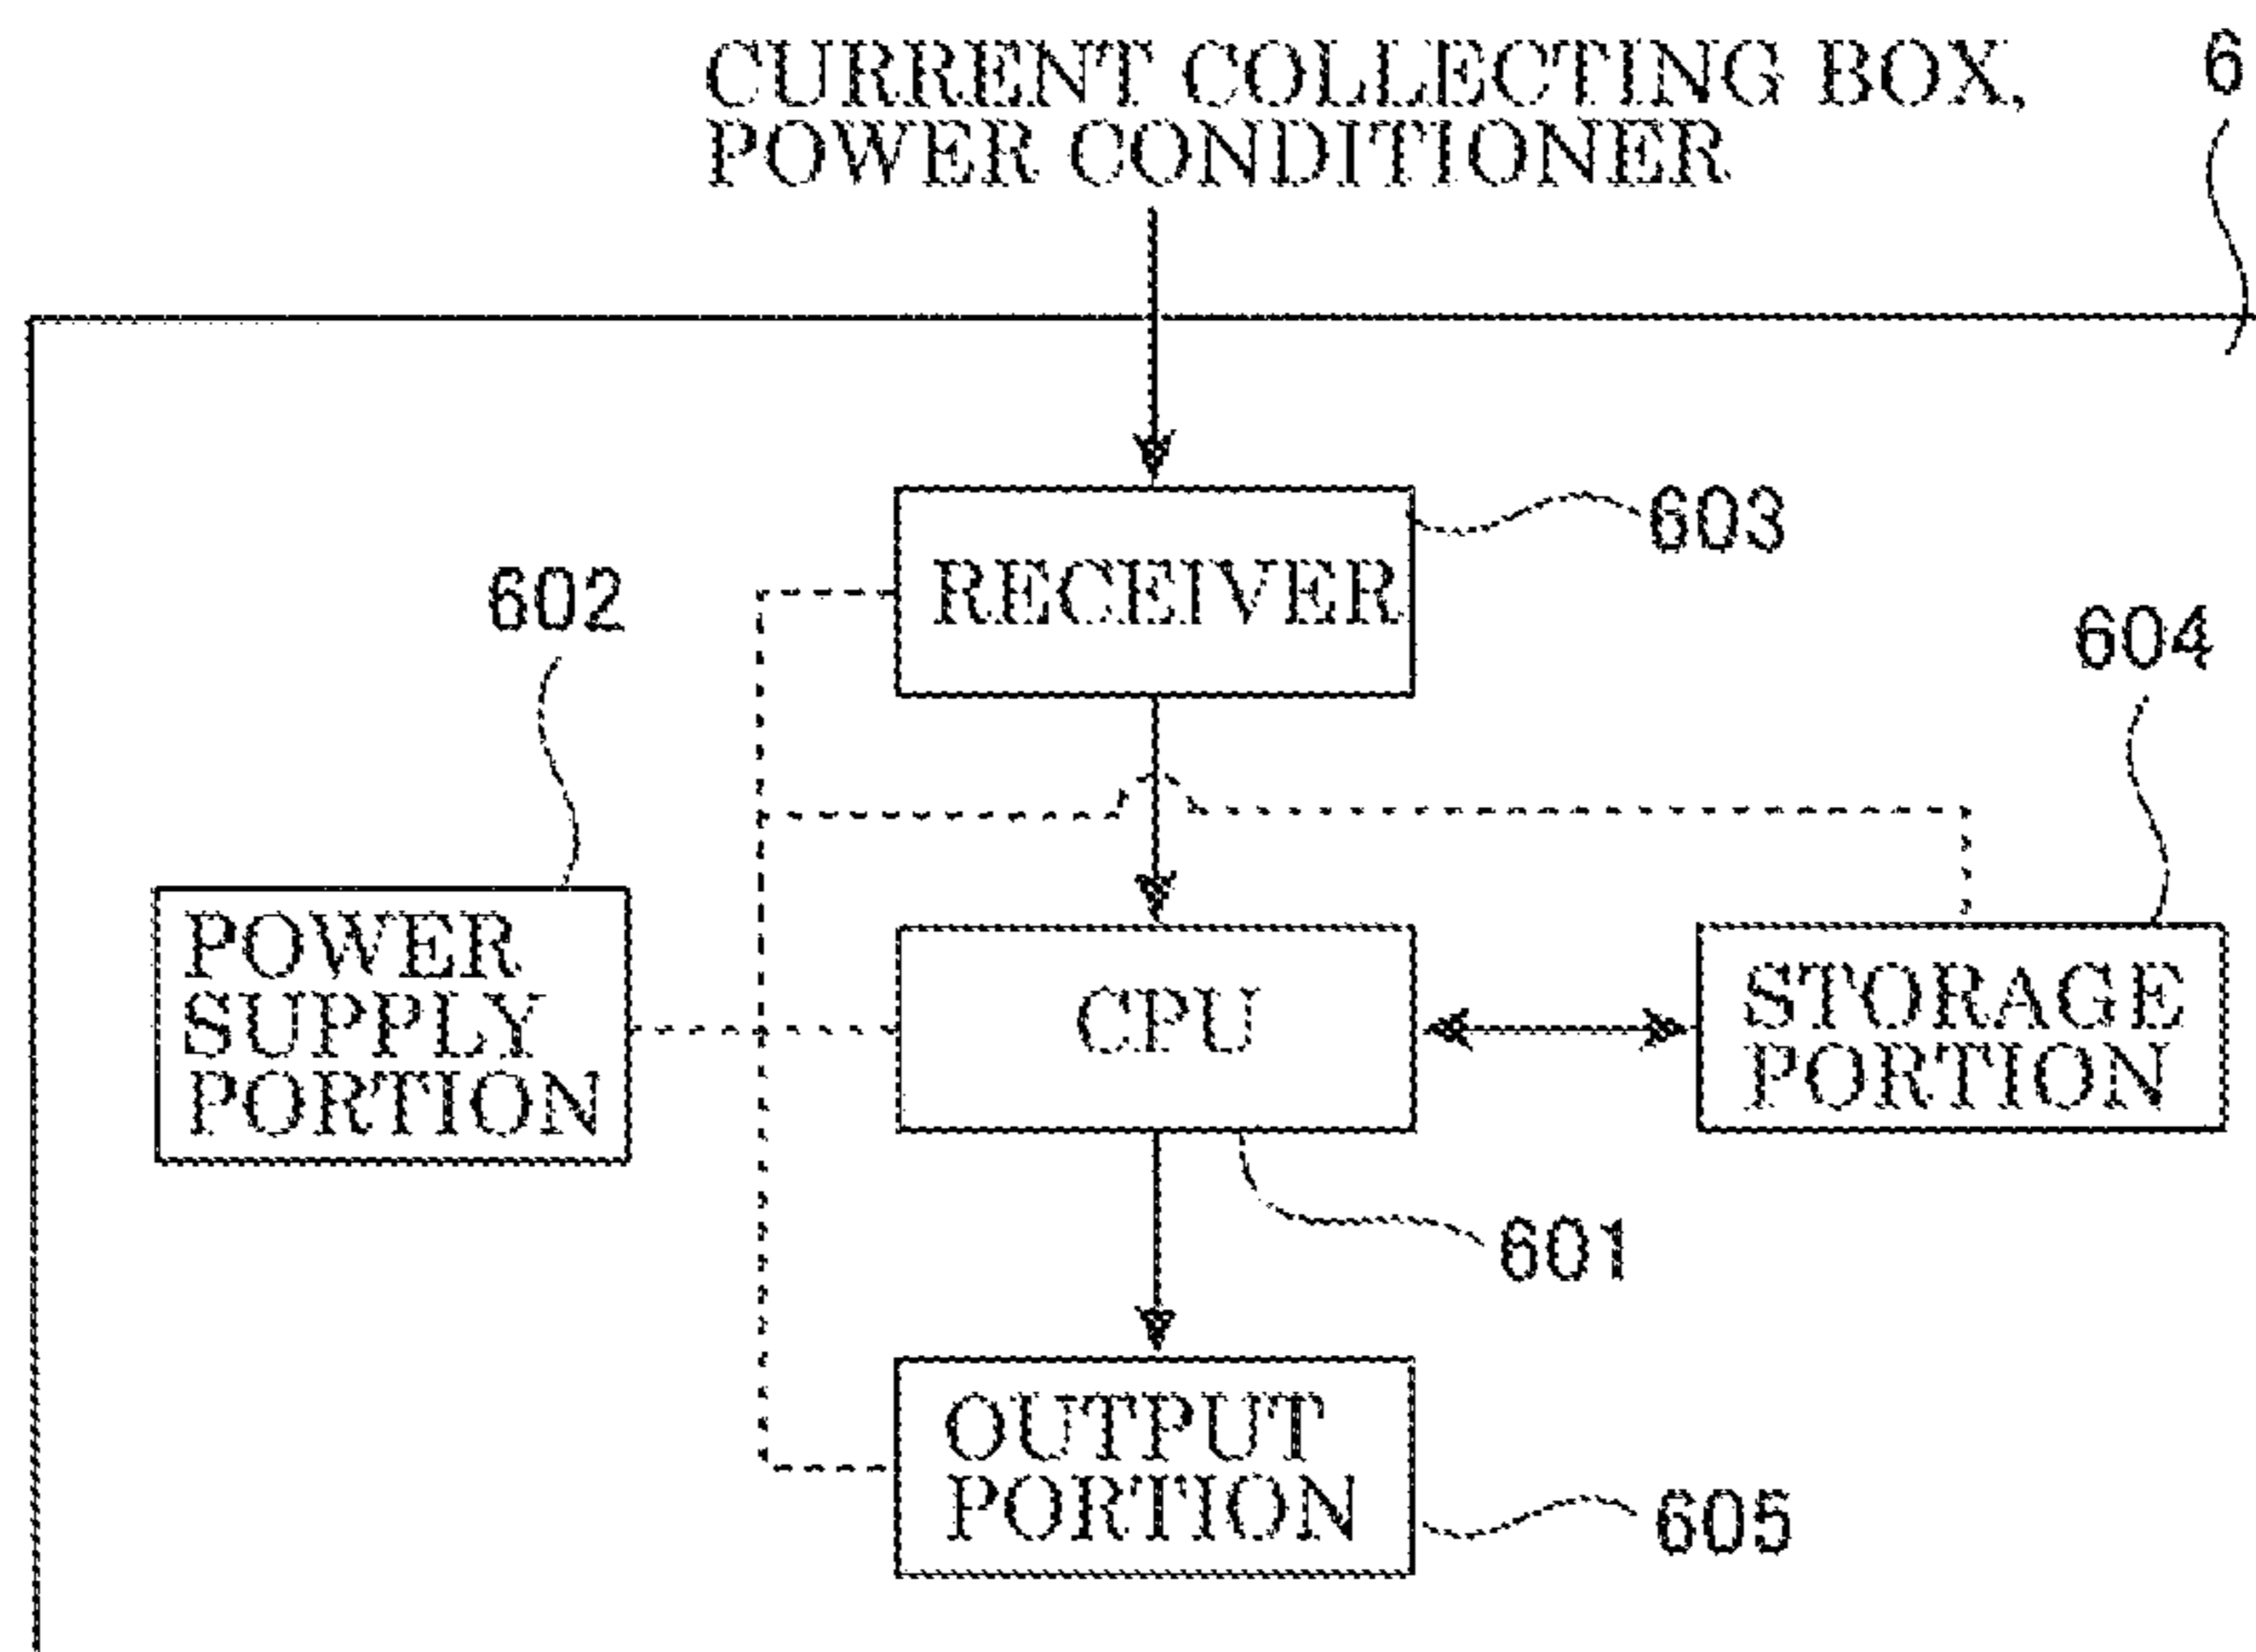 CURRENT COLLECTING BOX,
POWER CONDITIONER
6
603
RECEIVER
602
604
POWER
SUPPLY
PORTION
CPU
STORAGE
PORTION
601
OUTPUT
PORTION
605